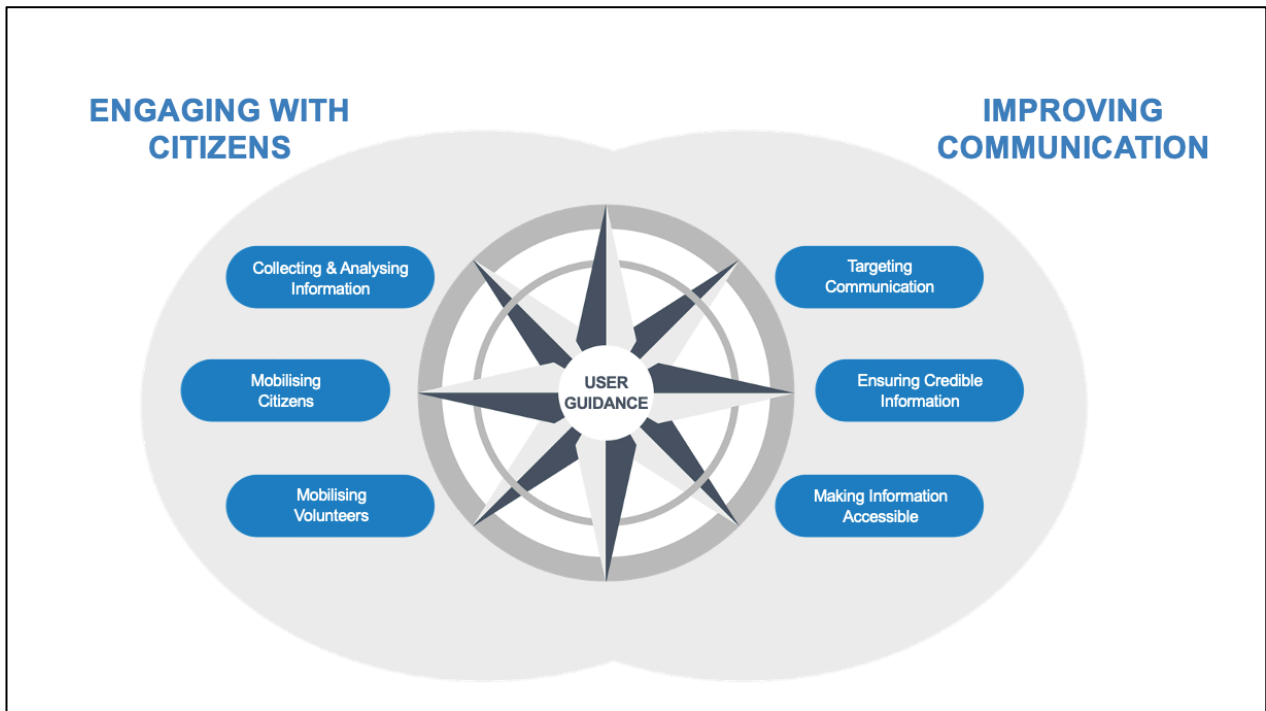 ENGAGING WITH
CITIZENS
IMPROVING
COMMUNICATION
Collecting & Analysing
Information
Mobilising
Citizens
Mobilising
Volunteers
USER
GUIDANCE
Targeting
Communication
Ensuring Credible
Information
Making Information
Accessible